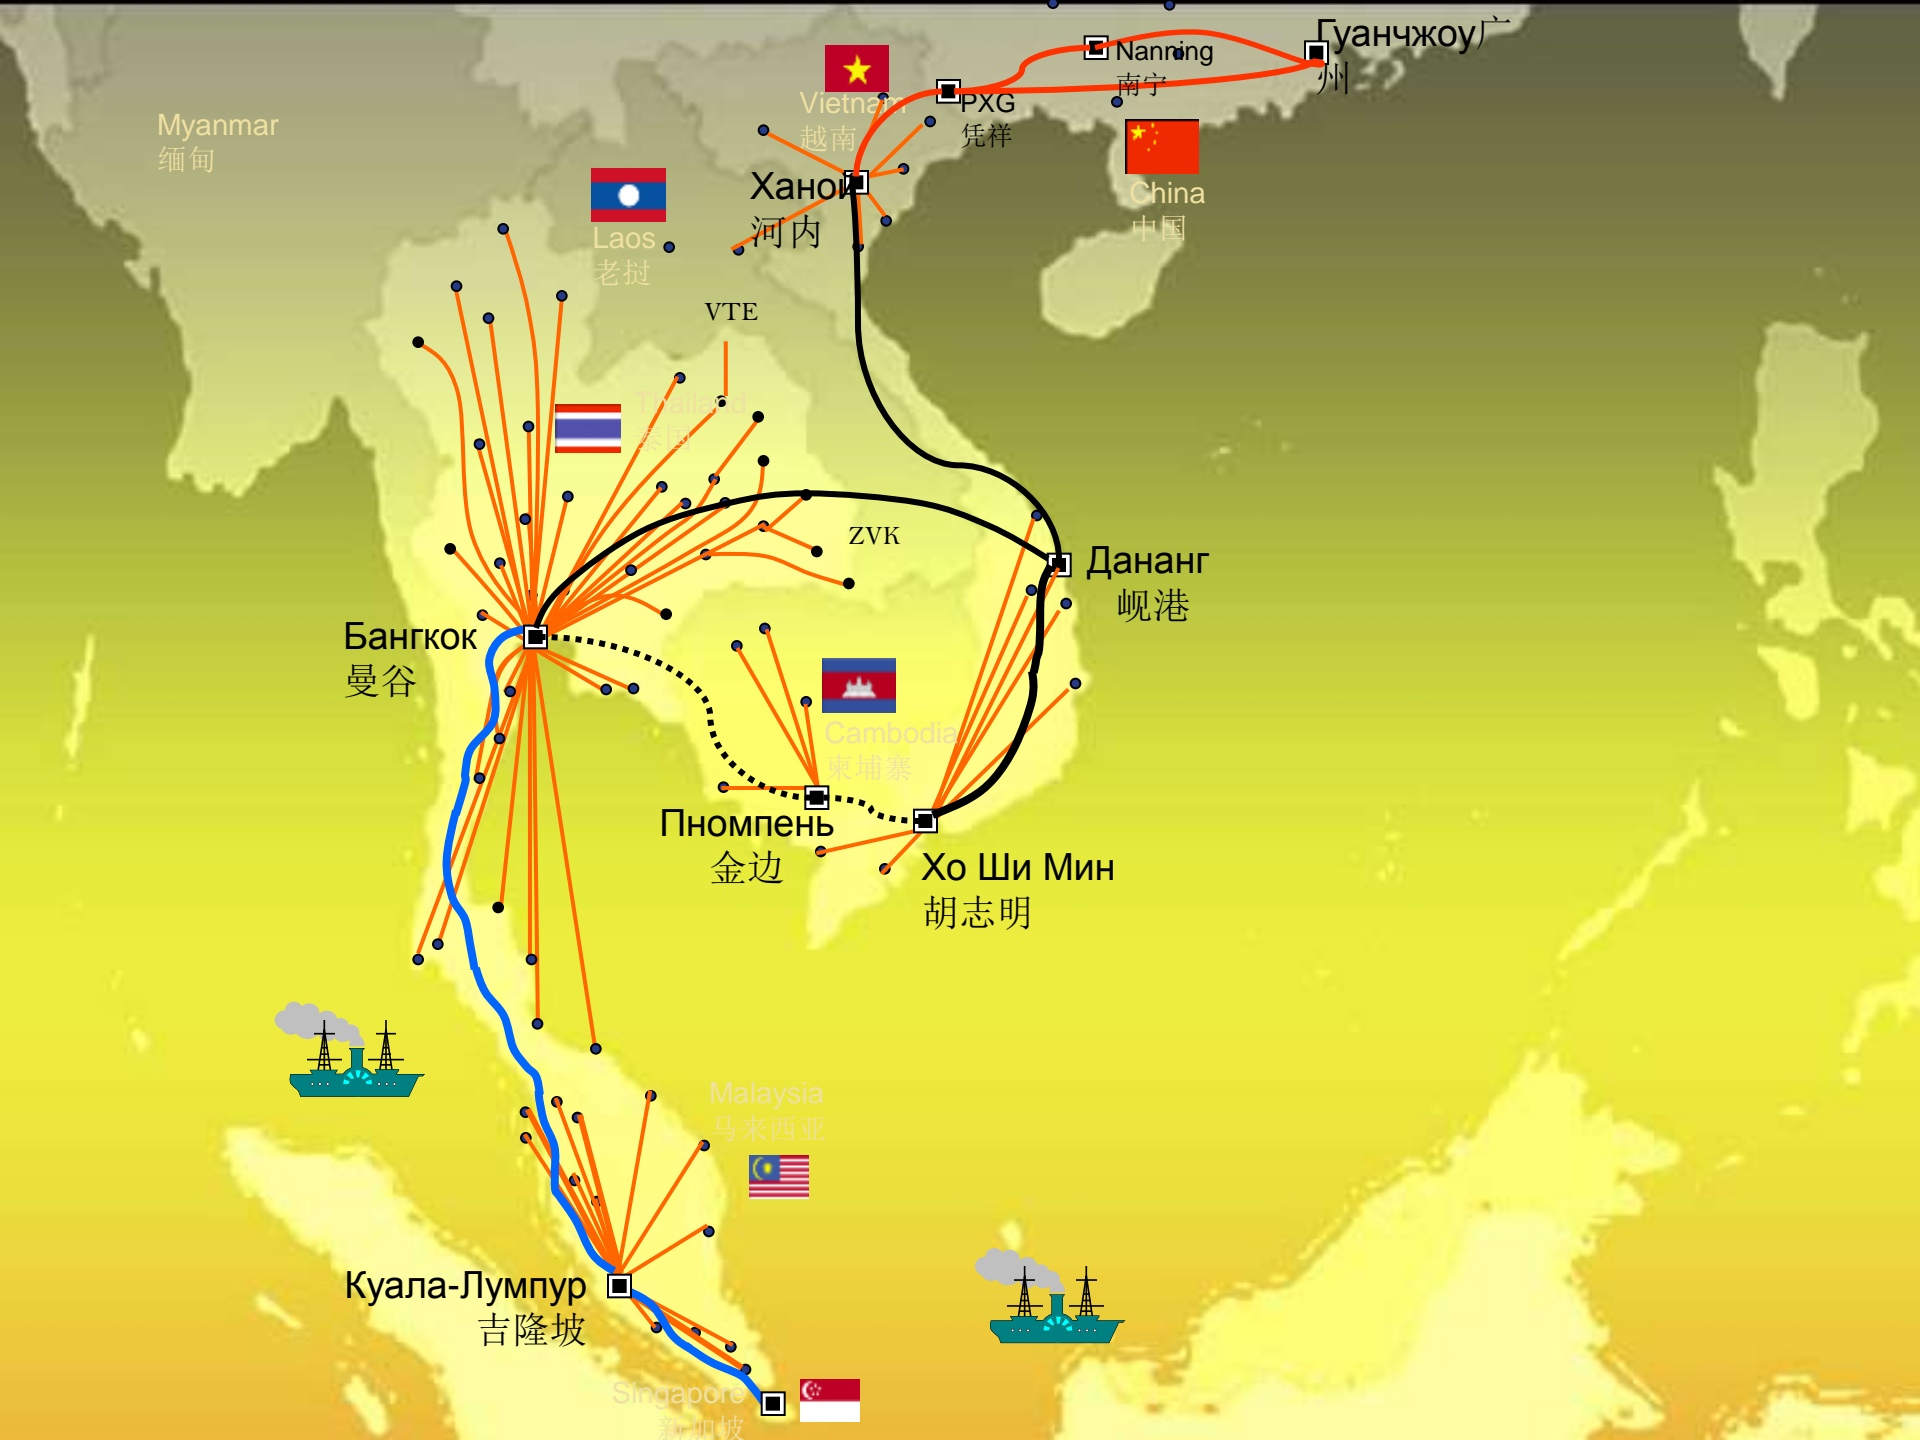 Гуанчжоу广
州
Nanning
南宁
PXG
凭祥
Vietnam
越南
Myanmar
缅甸
China
中国
Ханой
河内
Laos
老挝
VTE
Thailand
泰国
ZVK
Дананг
岘港
Бангкок
曼谷
Cambodia
柬埔寨
Пномпень
金边
Хо Ши Мин
胡志明
Malaysia
马来西亚
Куала-Лумпур
吉隆坡
Singapore
新加坡